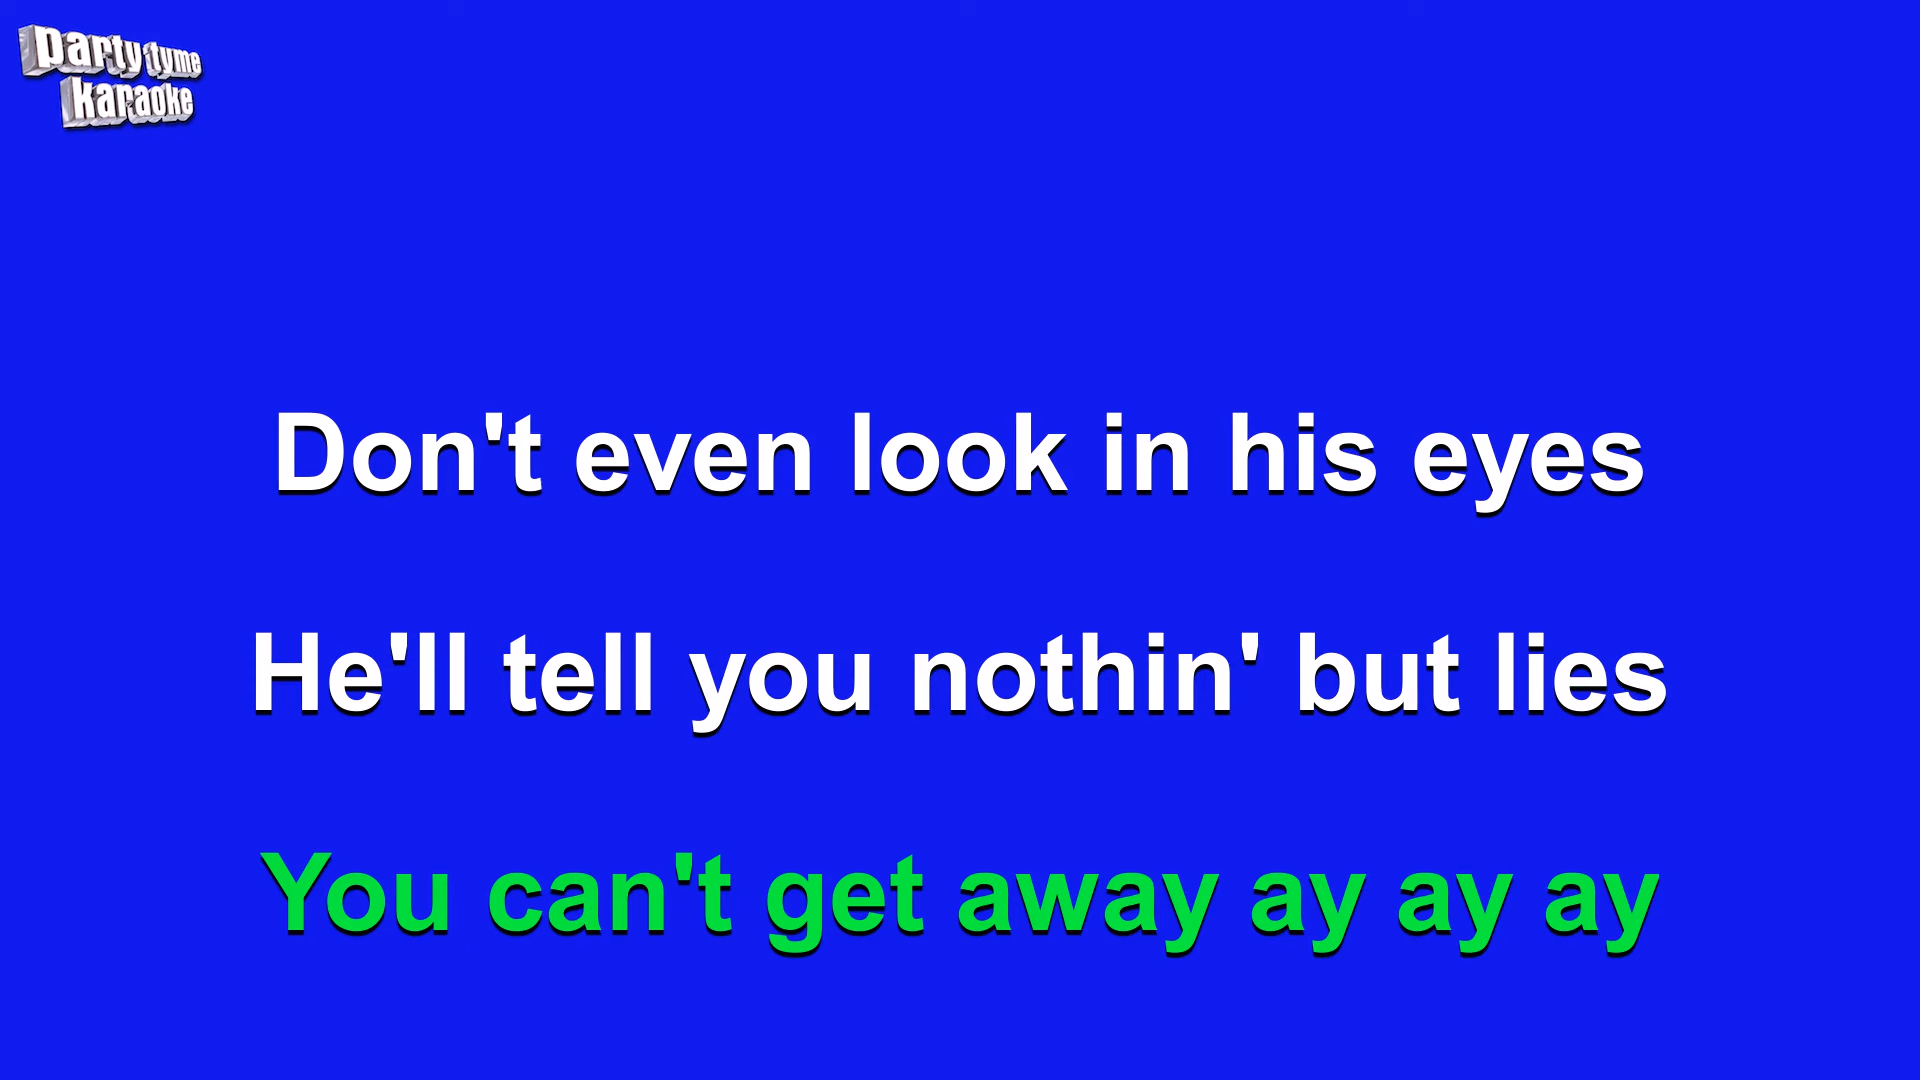 party tyme
karaoke
Don't even look in his eyes
He'll tell you nothin' but lies
You can't get away ay ay ay